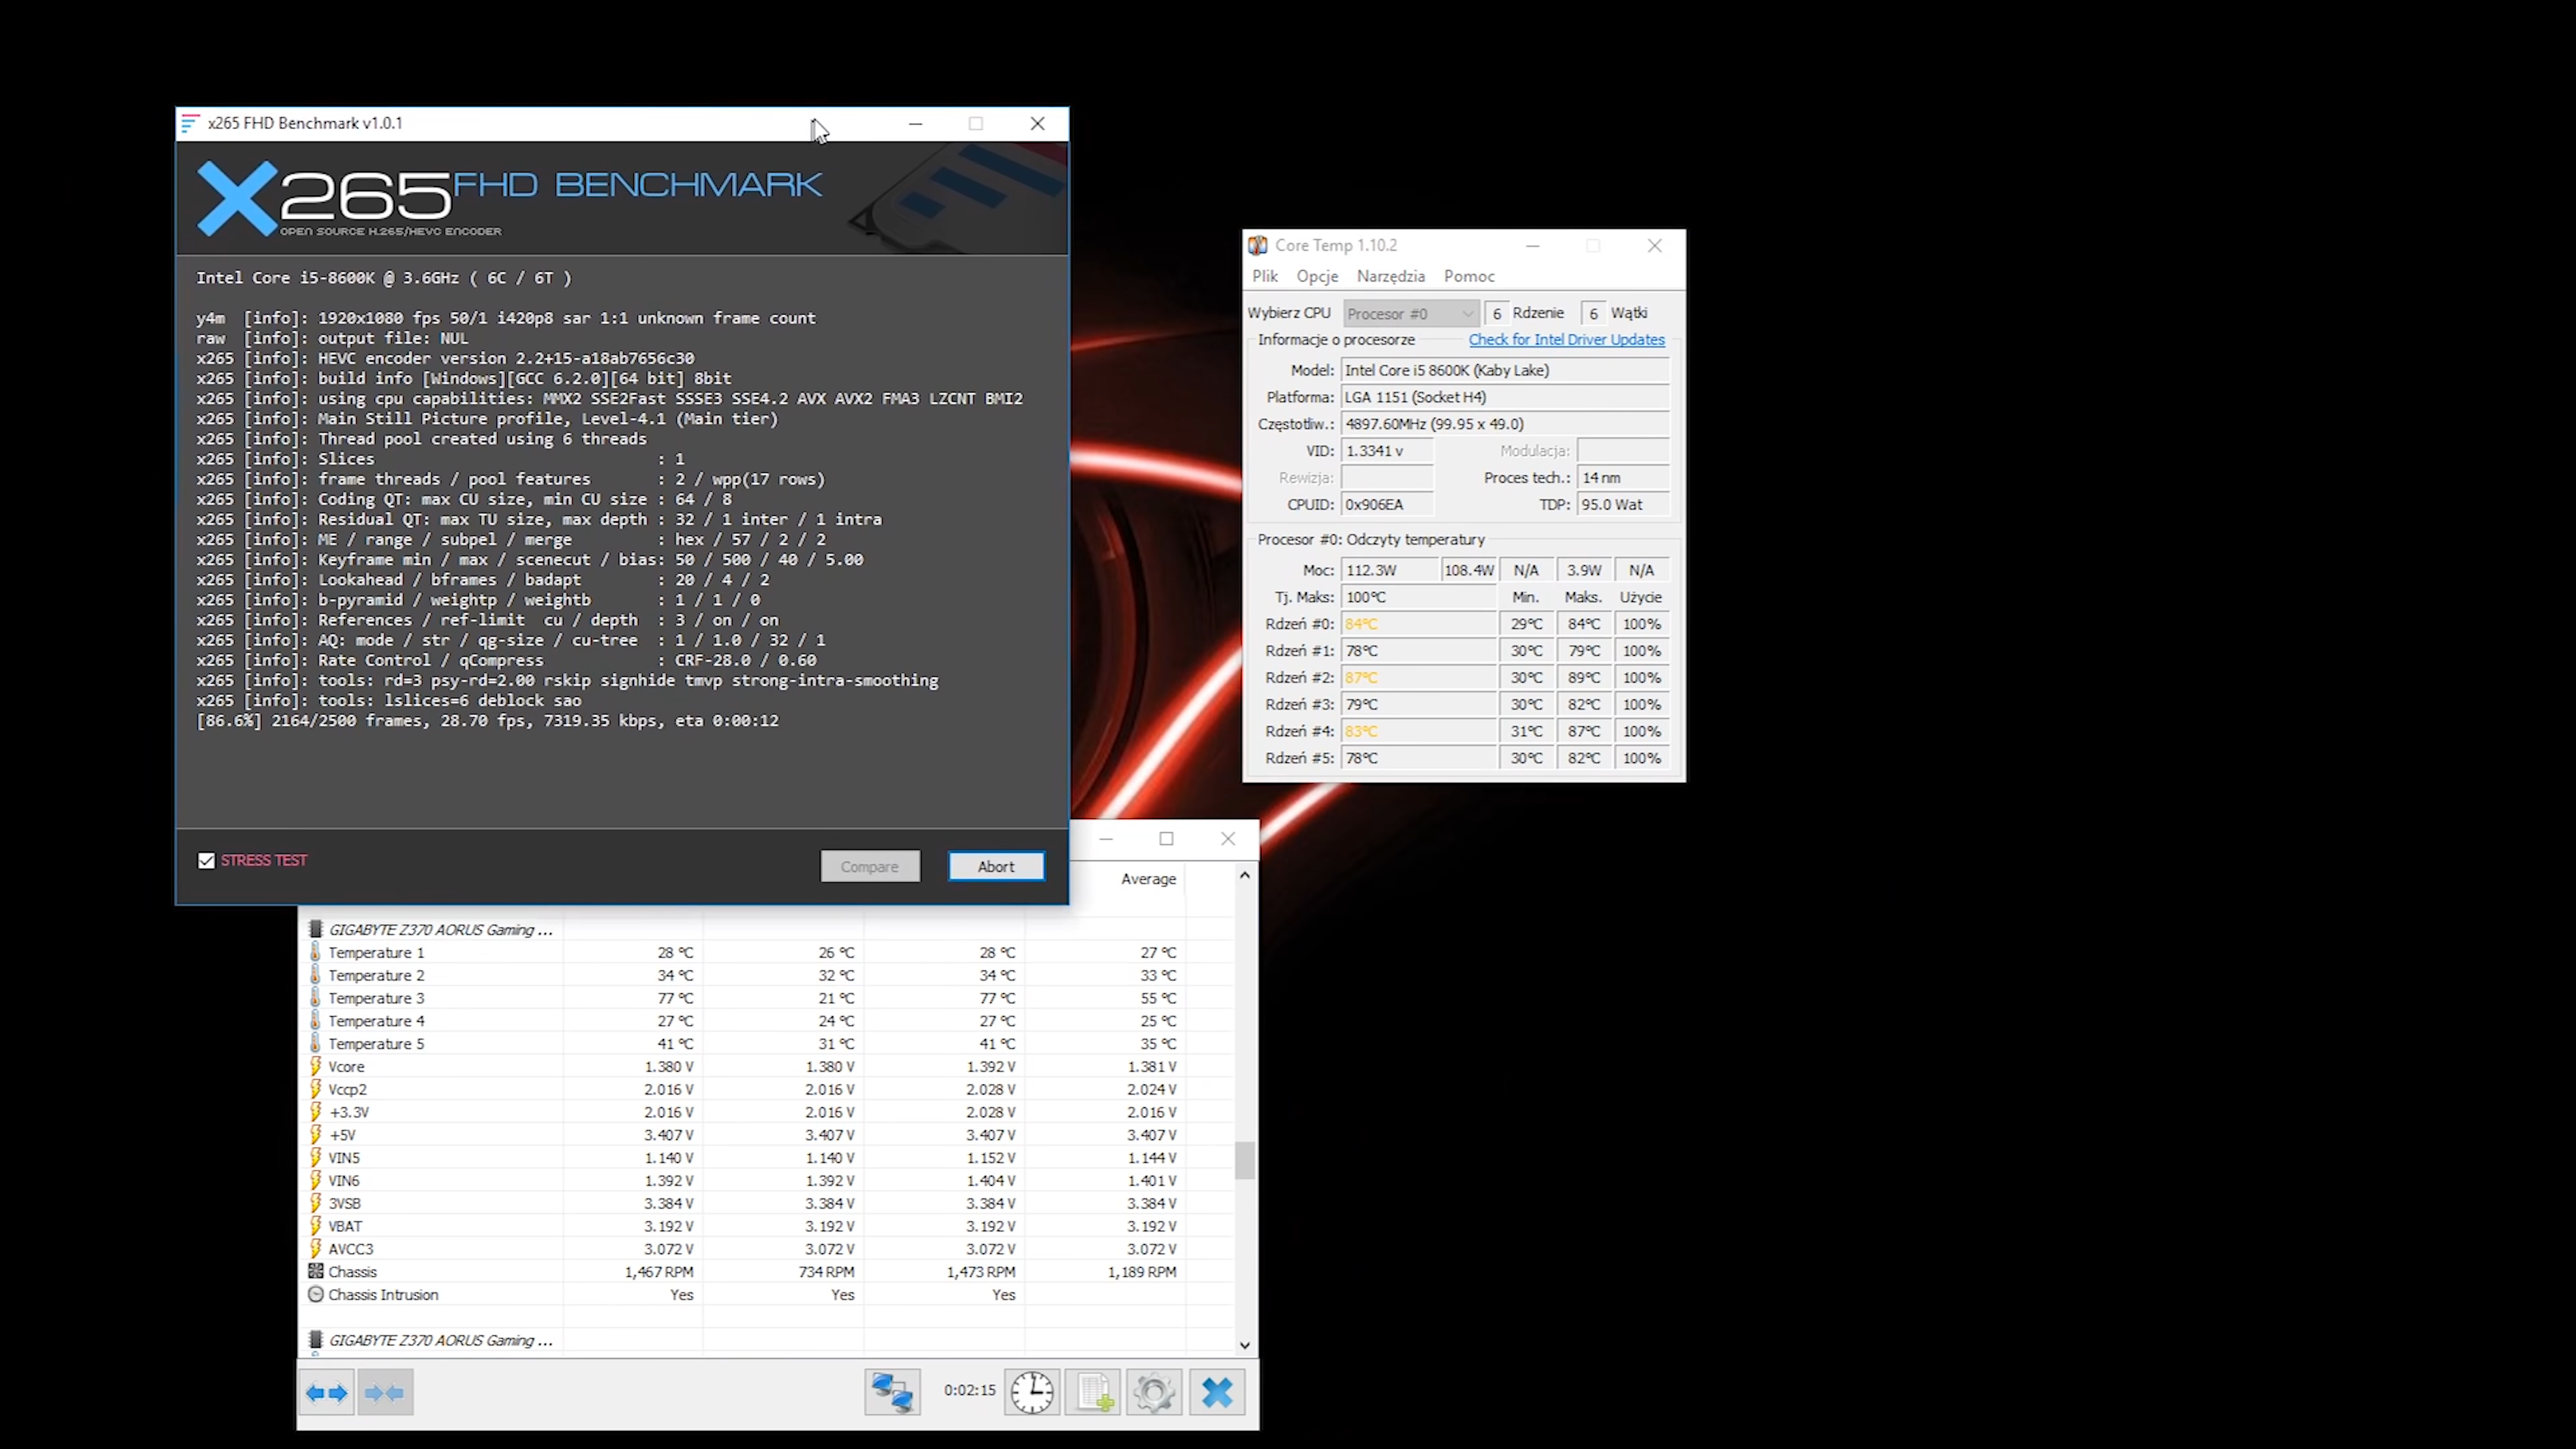 x265 FHD Benchmark v1.0.1
X265 FHD BENCHMARK
OPEN SOURCE H.265/HEVC ENCODER
Intel Core i5-8600K @ 3.6GHz ( 6C / 6T )
y4m [info]: 1920x1080 fps 50/1 i420p8 sar 1:1 unknown frame count
raw [info]: output file: NUL
x265 [info]: HEVC encoder version 2.2+15-a18ab7656c30
x265 [info]: build info [Windows][GCC 6.2.0][64 bit] 8bit
x265 [info]: using cpu capabilities: MMX2 SSE2Fast SSSE3 SSE4.2 AVX AVX2 FMA3 LZCNT BMI2
x265 [info]: Main Still Picture profile, Level-4.1 (Main tier)
x265 [info]: Thread pool created using 6 threads
x265 [info]: Slices : 1
x265 [info]: frame threads / pool features : 2 / wpp(17 rows)
x265 [info]: Coding QT: max CU size, min CU size : 64 / 8
x265 [info]: Residual QT: max TU size, max depth : 32 / 1 inter / 1 intra
x265 [info]: ME / range / subpel / merge : hex / 57 / 2 / 2
x265 [info]: Keyframe min / max / scenecut / bias: 50 / 500 / 40 / 5.00
x265 [info]: Lookahead / bframes / badapt : 20 / 4 / 2
x265 [info]: b-pyramid / weightp / weightb : 1 / 1 / 0
x265 [info]: References / ref-limit cu / depth : 3 / on / on
x265 [info]: AQ: mode / str / qg-size / cu-tree : 1 / 1.0 / 32 / 1
x265 [info]: Rate Control / qCompress : CRF-28.0 / 0.60
x265 [info]: tools: rd=3 psy-rd=2.00 rskip signhide tmvp strong-intra-smoothing
x265 [info]: tools: lslices=6 deblock sao
[86.6%] 2164/2500 frames, 28.70 fps, 7319.35 kbps, eta 0:00:12
STRESS TEST
Compare
Abort
Core Temp 1.10.2
Plik Opcje Narzędzia Pomoc
Wybierz CPU Procesor #0 6 Rdzenie 6 Wątki
Informacje o procesorze Check for Intel Driver Updates
Model: Intel Core i5 8600K (Kaby Lake)
Platforma: LGA 1151 (Socket H4)
Częstotliw.: 4897.60MHz (99.95 x 49.0)
VID: 1.3341 v Modulacja:
Rewizja: Proces tech.: 14 nm
CPUID: 0x906EA TDP: 95.0 Wat
Procesor #0: Odczyty temperatury
Moc: 112.3W 108.4W N/A 3.9W N/A
Tj. Maks: 100°C Min. Maks. Użycie
Rdzeń #0: 84°C 29°C 84°C 100%
Rdzeń #1: 78°C 30°C 79°C 100%
Rdzeń #2: 87°C 30°C 89°C 100%
Rdzeń #3: 79°C 30°C 82°C 100%
Rdzeń #4: 83°C 31°C 87°C 100%
Rdzeń #5: 78°C 30°C 82°C 100%
Average
GIGABYTE Z370 AORUS Gaming ...
Temperature 1 28 °C 26 °C 28 °C 27 °C
Temperature 2 34 °C 32 °C 34 °C 33 °C
Temperature 3 77 °C 21 °C 77 °C 55 °C
Temperature 4 27 °C 24 °C 27 °C 25 °C
Temperature 5 41 °C 31 °C 41 °C 35 °C
Vcore 1.380 V 1.380 V 1.392 V 1.381 V
Vccp2 2.016 V 2.016 V 2.028 V 2.024 V
+3.3V 2.016 V 2.016 V 2.028 V 2.016 V
+5V 3.407 V 3.407 V 3.407 V 3.407 V
VIN5 1.140 V 1.140 V 1.152 V 1.144 V
VIN6 1.392 V 1.392 V 1.404 V 1.401 V
3VSB 3.384 V 3.384 V 3.384 V 3.384 V
VBAT 3.192 V 3.192 V 3.192 V 3.192 V
AVCC3 3.072 V 3.072 V 3.072 V 3.072 V
Chassis 1,467 RPM 734 RPM 1,473 RPM 1,189 RPM
Chassis Intrusion Yes Yes Yes
GIGABYTE Z370 AORUS Gaming ...
0:02:15